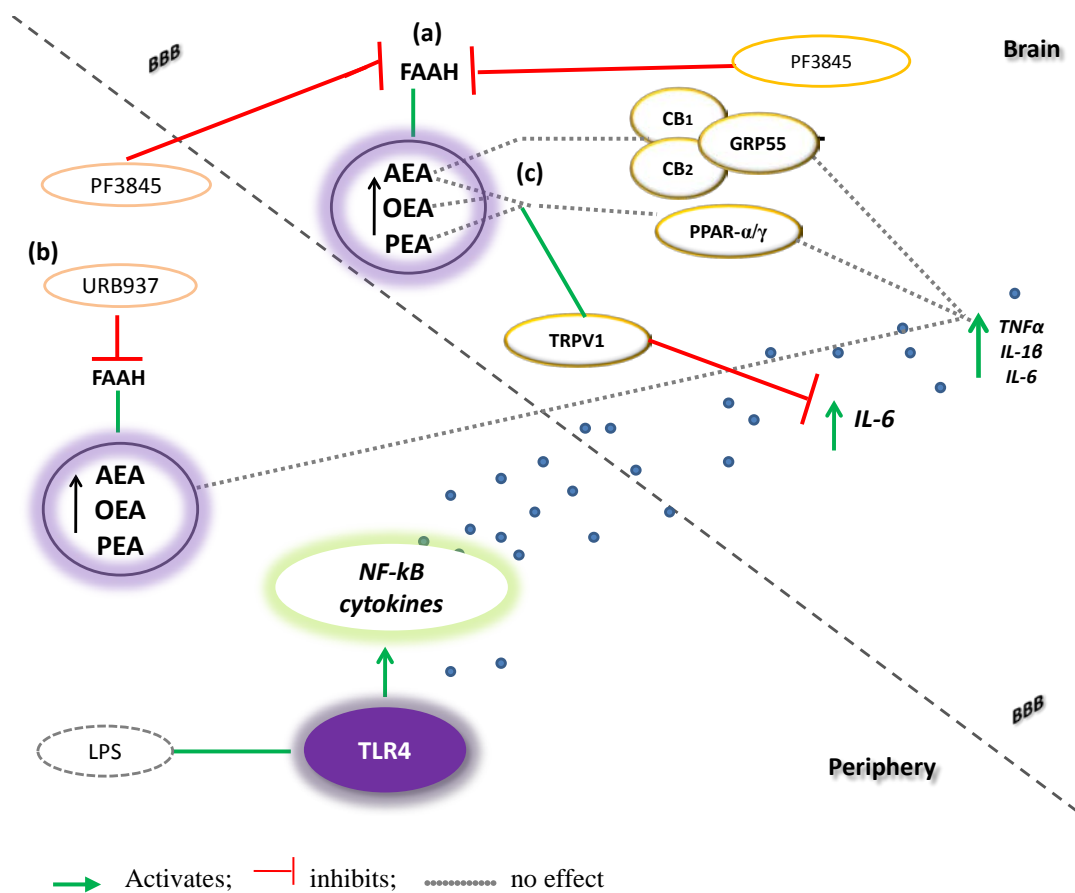 BBB
(a)
Brain
FAAH
PF3845
CB1
GRP55
CB2
AEA
OEA
PEA
(c)
PF3845
PPAR-α/γ
(b)
URB937
TRPV1
TNFα
IL-1β
IL-6
FAAH
IL-6
AEA
OEA
PEA
NF-kB
cytokines
BBB
LPS
TLR4
Periphery
Activates; inhibits; no effect